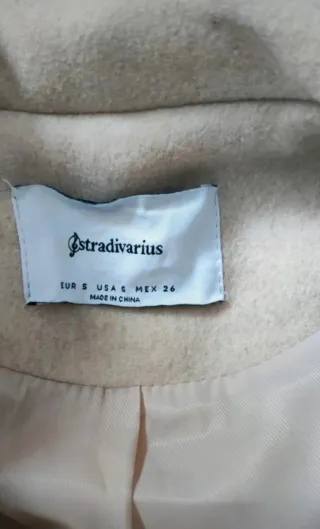 Stradivarius
EUR S USA S MEX 26
MADE IN CHINA